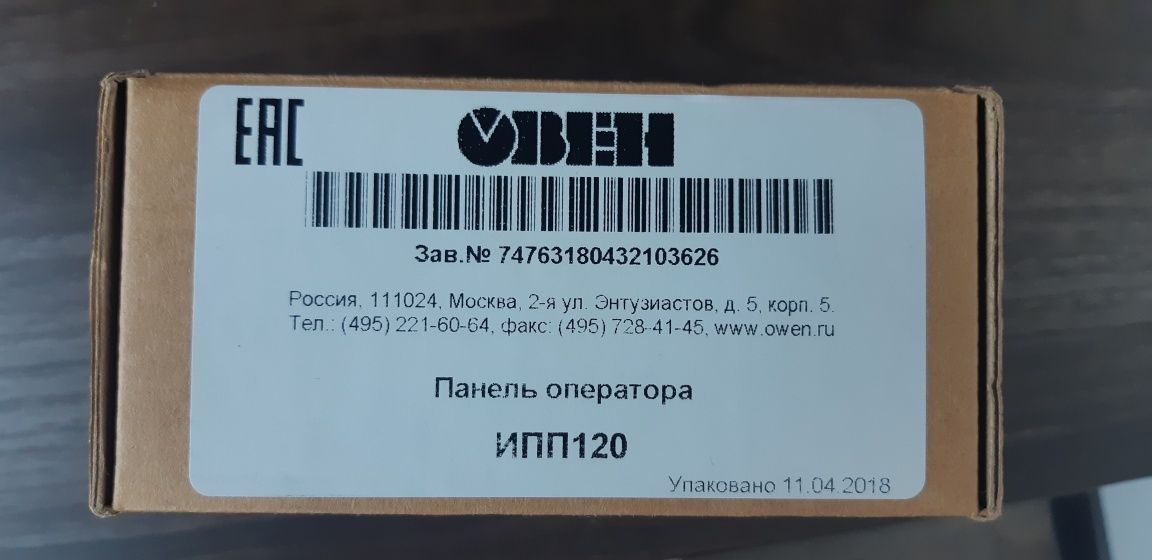 EAC
ОВЕН
Зав.№ 74763180432103626
Россия, 111024, Москва, 2-я ул. Энтузиастов, д. 5, корп. 5.
Тел.: (495) 221-60-64, факс: (495) 728-41-45, www.owen.ru
Панель оператора
ИПП120
Упаковано 11.04.2018